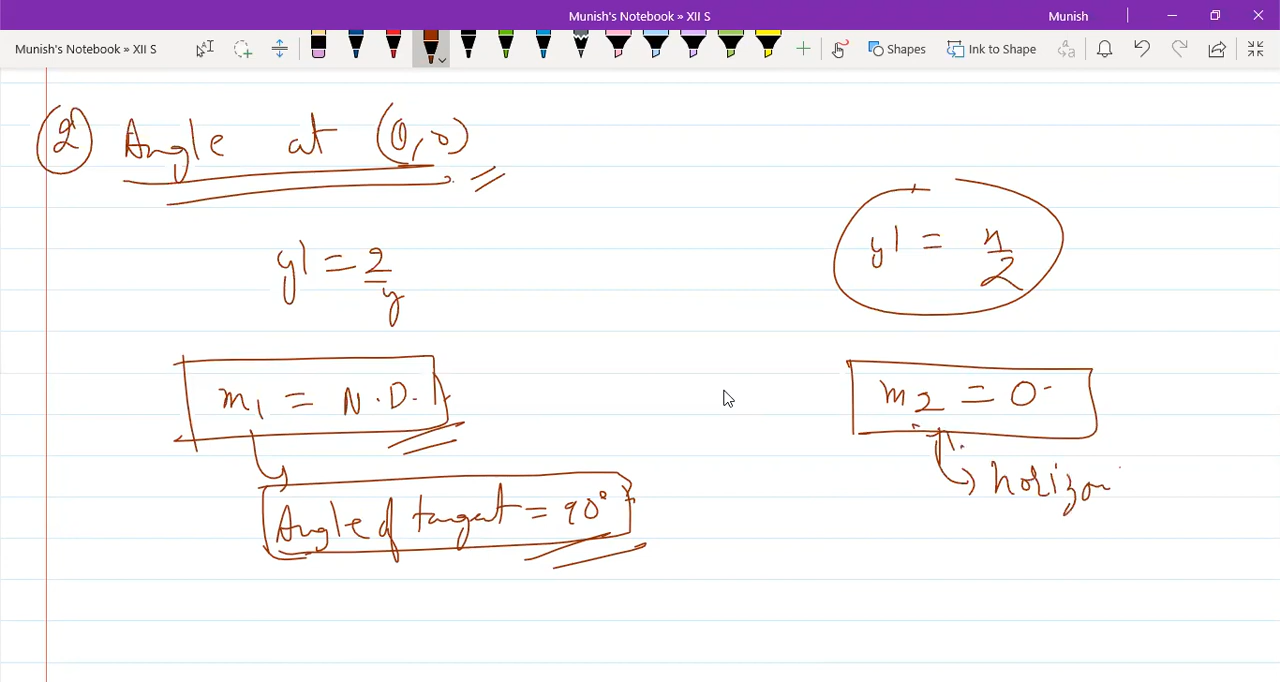 Munish's Notebook » XII S
Munish
Munish's Notebook » XII S
Shapes
Ink to Shape
② Angle at (0,0)
y' = 2/y
y' = x/2
m1 = N.D.
m2 = 0
Angle of tangent = 90°
horizon